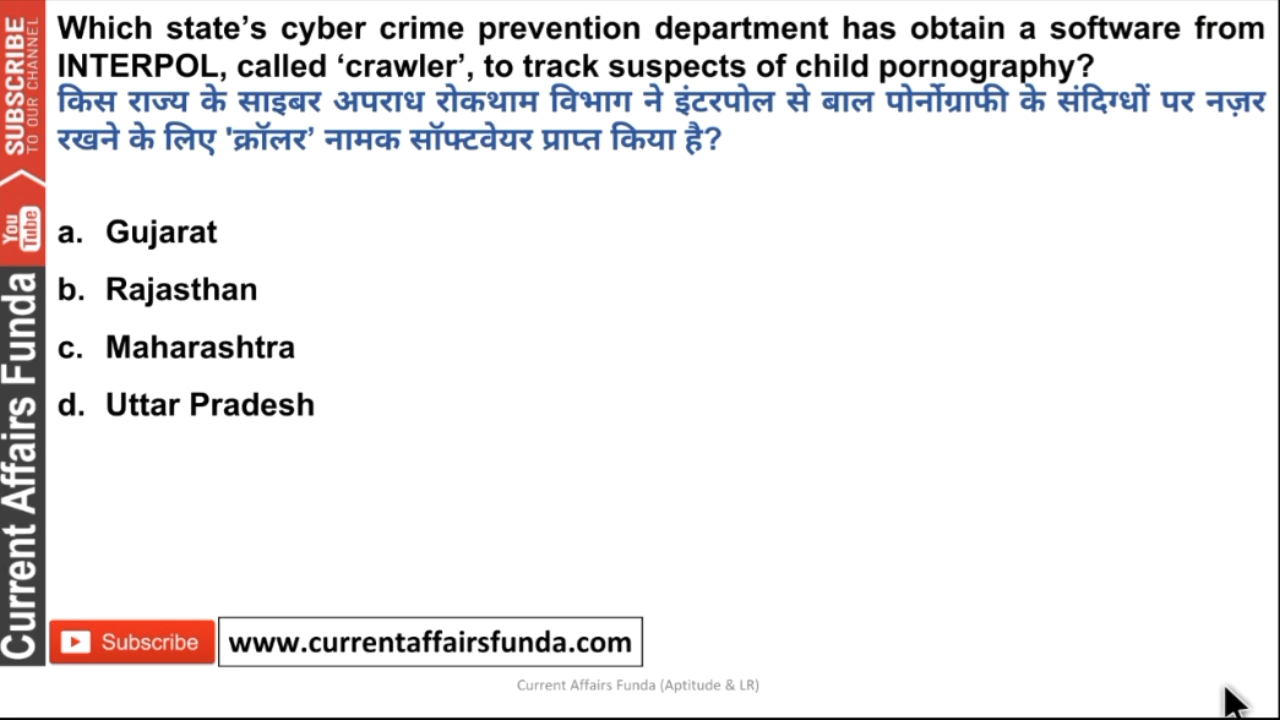 Which state’s cyber crime prevention department has obtain a software from
INTERPOL, called ‘crawler’, to track suspects of child pornography?
किस राज्य के साइबर अपराध रोकथाम विभाग ने इंटरपोल से बाल पोर्नोग्राफी के संदिग्धों पर नज़र
रखने के लिए 'क्रॉलर’ नामक सॉफ्टवेयर प्राप्त किया है?
a. Gujarat
b. Rajasthan
c. Maharashtra
d. Uttar Pradesh
SUBSCRIBE
TO OUR CHANNEL
You
Tube
Current Affairs Funda
Subscribe
www.currentaffairsfunda.com
Current Affairs Funda (Aptitude & LR)